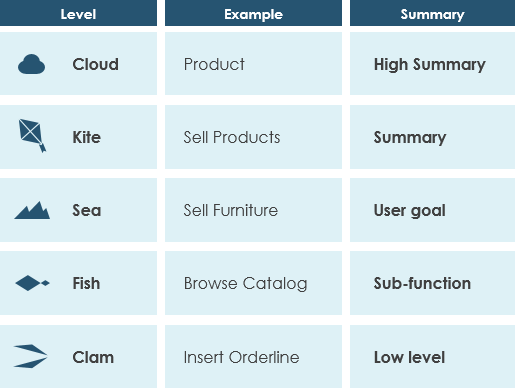 Level Example Summary
Cloud Product High Summary
Kite Sell Products Summary
Sea Sell Furniture User goal
Fish Browse Catalog Sub-function
Clam Insert Orderline Low level